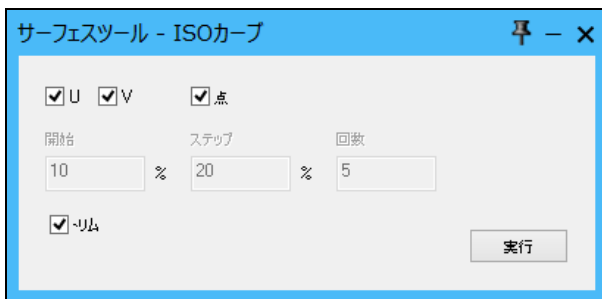 サーフェスツール - ISOカーブ
U V 点
開始 ステップ 回数
10 % 20 % 5
トリム
実行